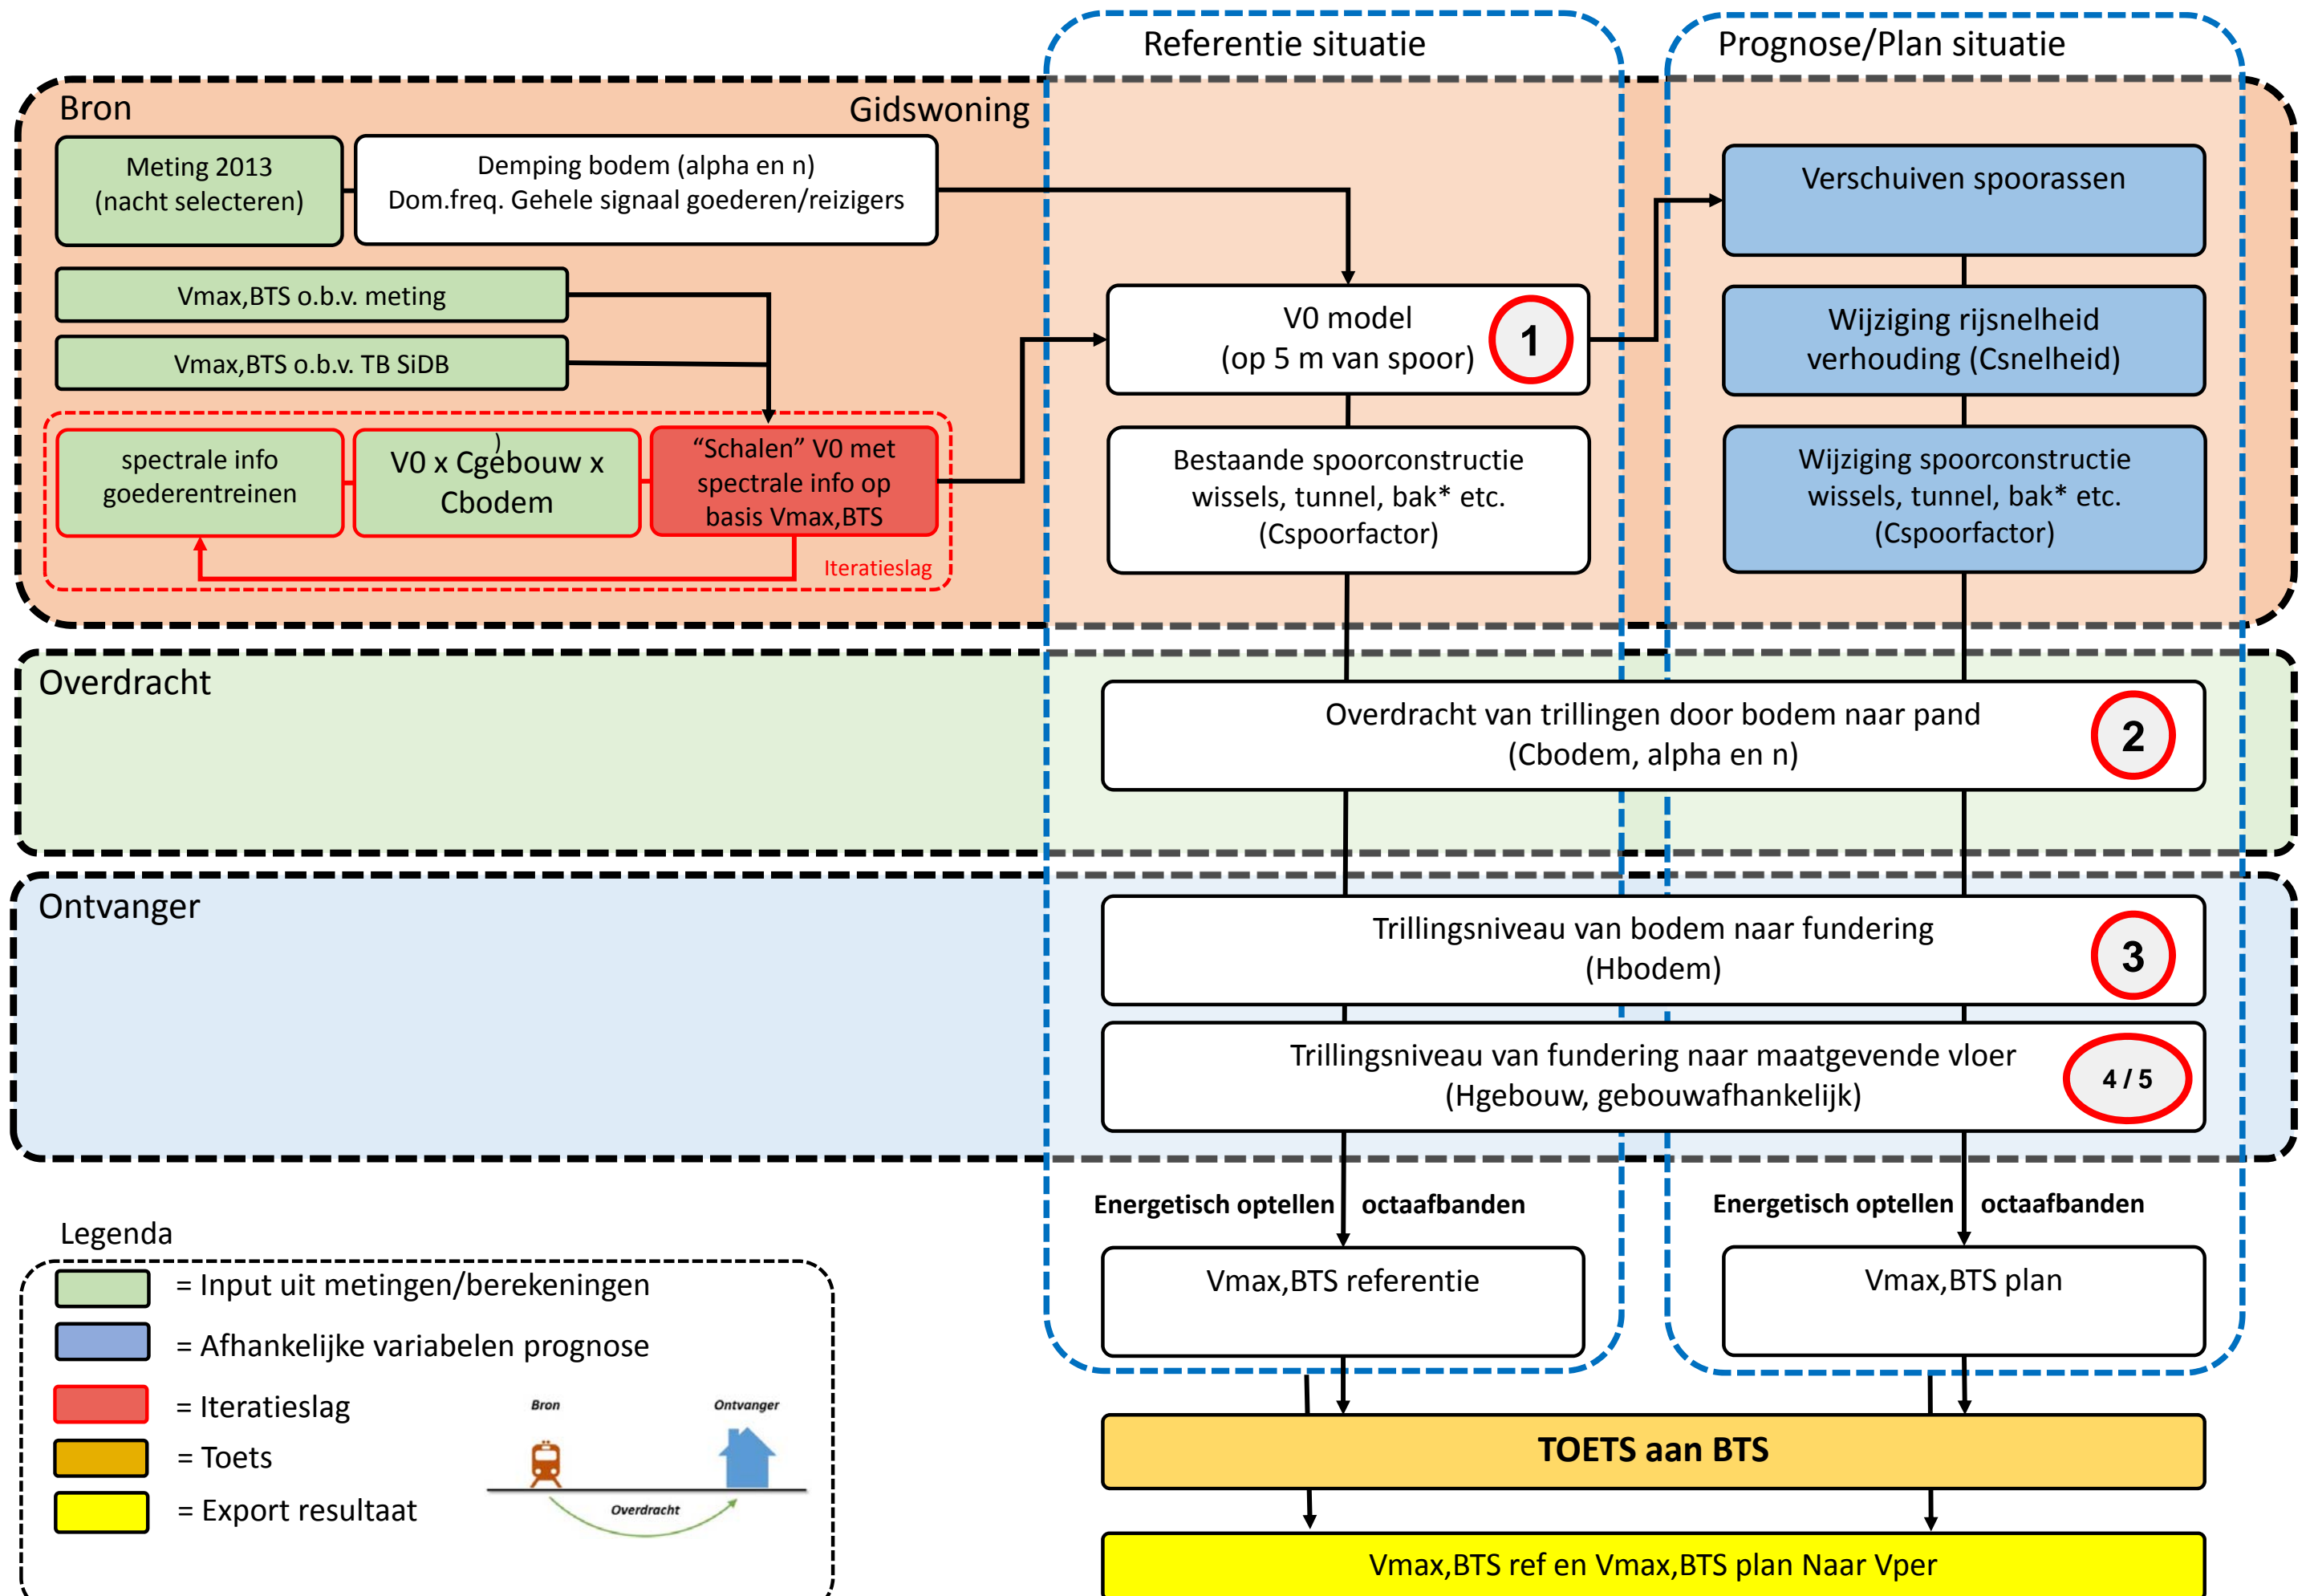 Referentie situatie
Prognose/Plan situatie
Bron
Gidswoning
Meting 2013
(nacht selecteren)
Demping bodem (alpha en n)
Dom.freq. Gehele signaal goederen/reizigers
Vmax,BTS o.b.v. meting
Vmax,BTS o.b.v. TB SiDB
spectrale info
goederentreinen
)
V0 x Cgebouw x
Cbodem
“Schalen” V0 met
spectrale info op
basis Vmax,BTS
Iteratieslag
V0 model
(op 5 m van spoor)
1
Bestaande spoorconstructie
wissels, tunnel, bak* etc.
(Cspoorfactor)
Verschuiven spoorassen
Wijziging rijsnelheid
verhouding (Csnelheid)
Wijziging spoorconstructie
wissels, tunnel, bak* etc.
(Cspoorfactor)
Overdracht
Overdracht van trillingen door bodem naar pand
(Cbodem, alpha en n)
2
Ontvanger
Trillingsniveau van bodem naar fundering
(Hbodem)
3
Trillingsniveau van fundering naar maatgevende vloer
(Hgebouw, gebouwafhankelijk)
4 / 5
Energetisch optellen octaafbanden
Energetisch optellen octaafbanden
Vmax,BTS referentie
Vmax,BTS plan
TOETS aan BTS
Vmax,BTS ref en Vmax,BTS plan Naar Vper
Legenda
= Input uit metingen/berekeningen
= Afhankelijke variabelen prognose
= Iteratieslag
= Toets
= Export resultaat
Bron
Ontvanger
Overdracht